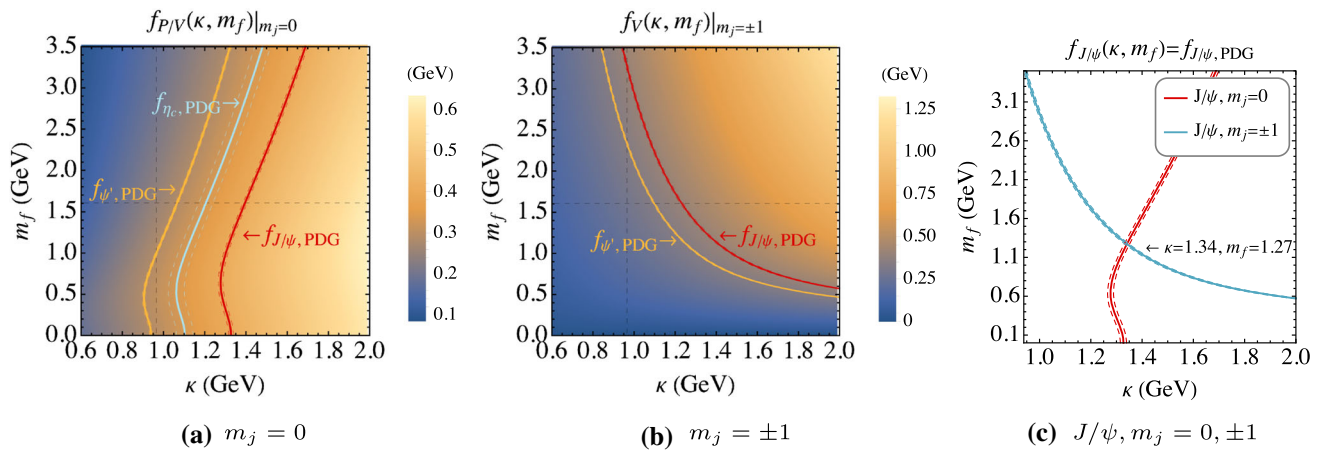 f_{P/V}(κ, m_f)|_{m_j=0}
3.5
3.0
2.5
2.0
1.5
1.0
0.5
0.0
m_f (GeV)
f_{η_c, PDG}→
f_{ψ', PDG}→
←f_{J/ψ, PDG}
0.6 0.8 1.0 1.2 1.4 1.6 1.8 2.0
κ (GeV)
(GeV)
0.6
0.5
0.4
0.3
0.2
0.1
(a) m_j = 0
f_V(κ, m_f)|_{m_j=±1}
3.5
3.0
2.5
2.0
1.5
1.0
0.5
0.0
m_f (GeV)
f_{ψ', PDG}→
←f_{J/ψ, PDG}
0.6 0.8 1.0 1.2 1.4 1.6 1.8 2.0
κ (GeV)
(GeV)
1.25
1.00
0.75
0.50
0.25
0
(b) m_j = ±1
f_{J/ψ}(κ, m_f)=f_{J/ψ, PDG}
3.1
2.6
2.1
1.6
1.1
0.6
0.1
m_f (GeV)
J/ψ, m_j=0
J/ψ, m_j=±1
←κ=1.34, m_f=1.27
1.0 1.2 1.4 1.6 1.8 2.0
κ (GeV)
(c) J/ψ, m_j = 0, ±1